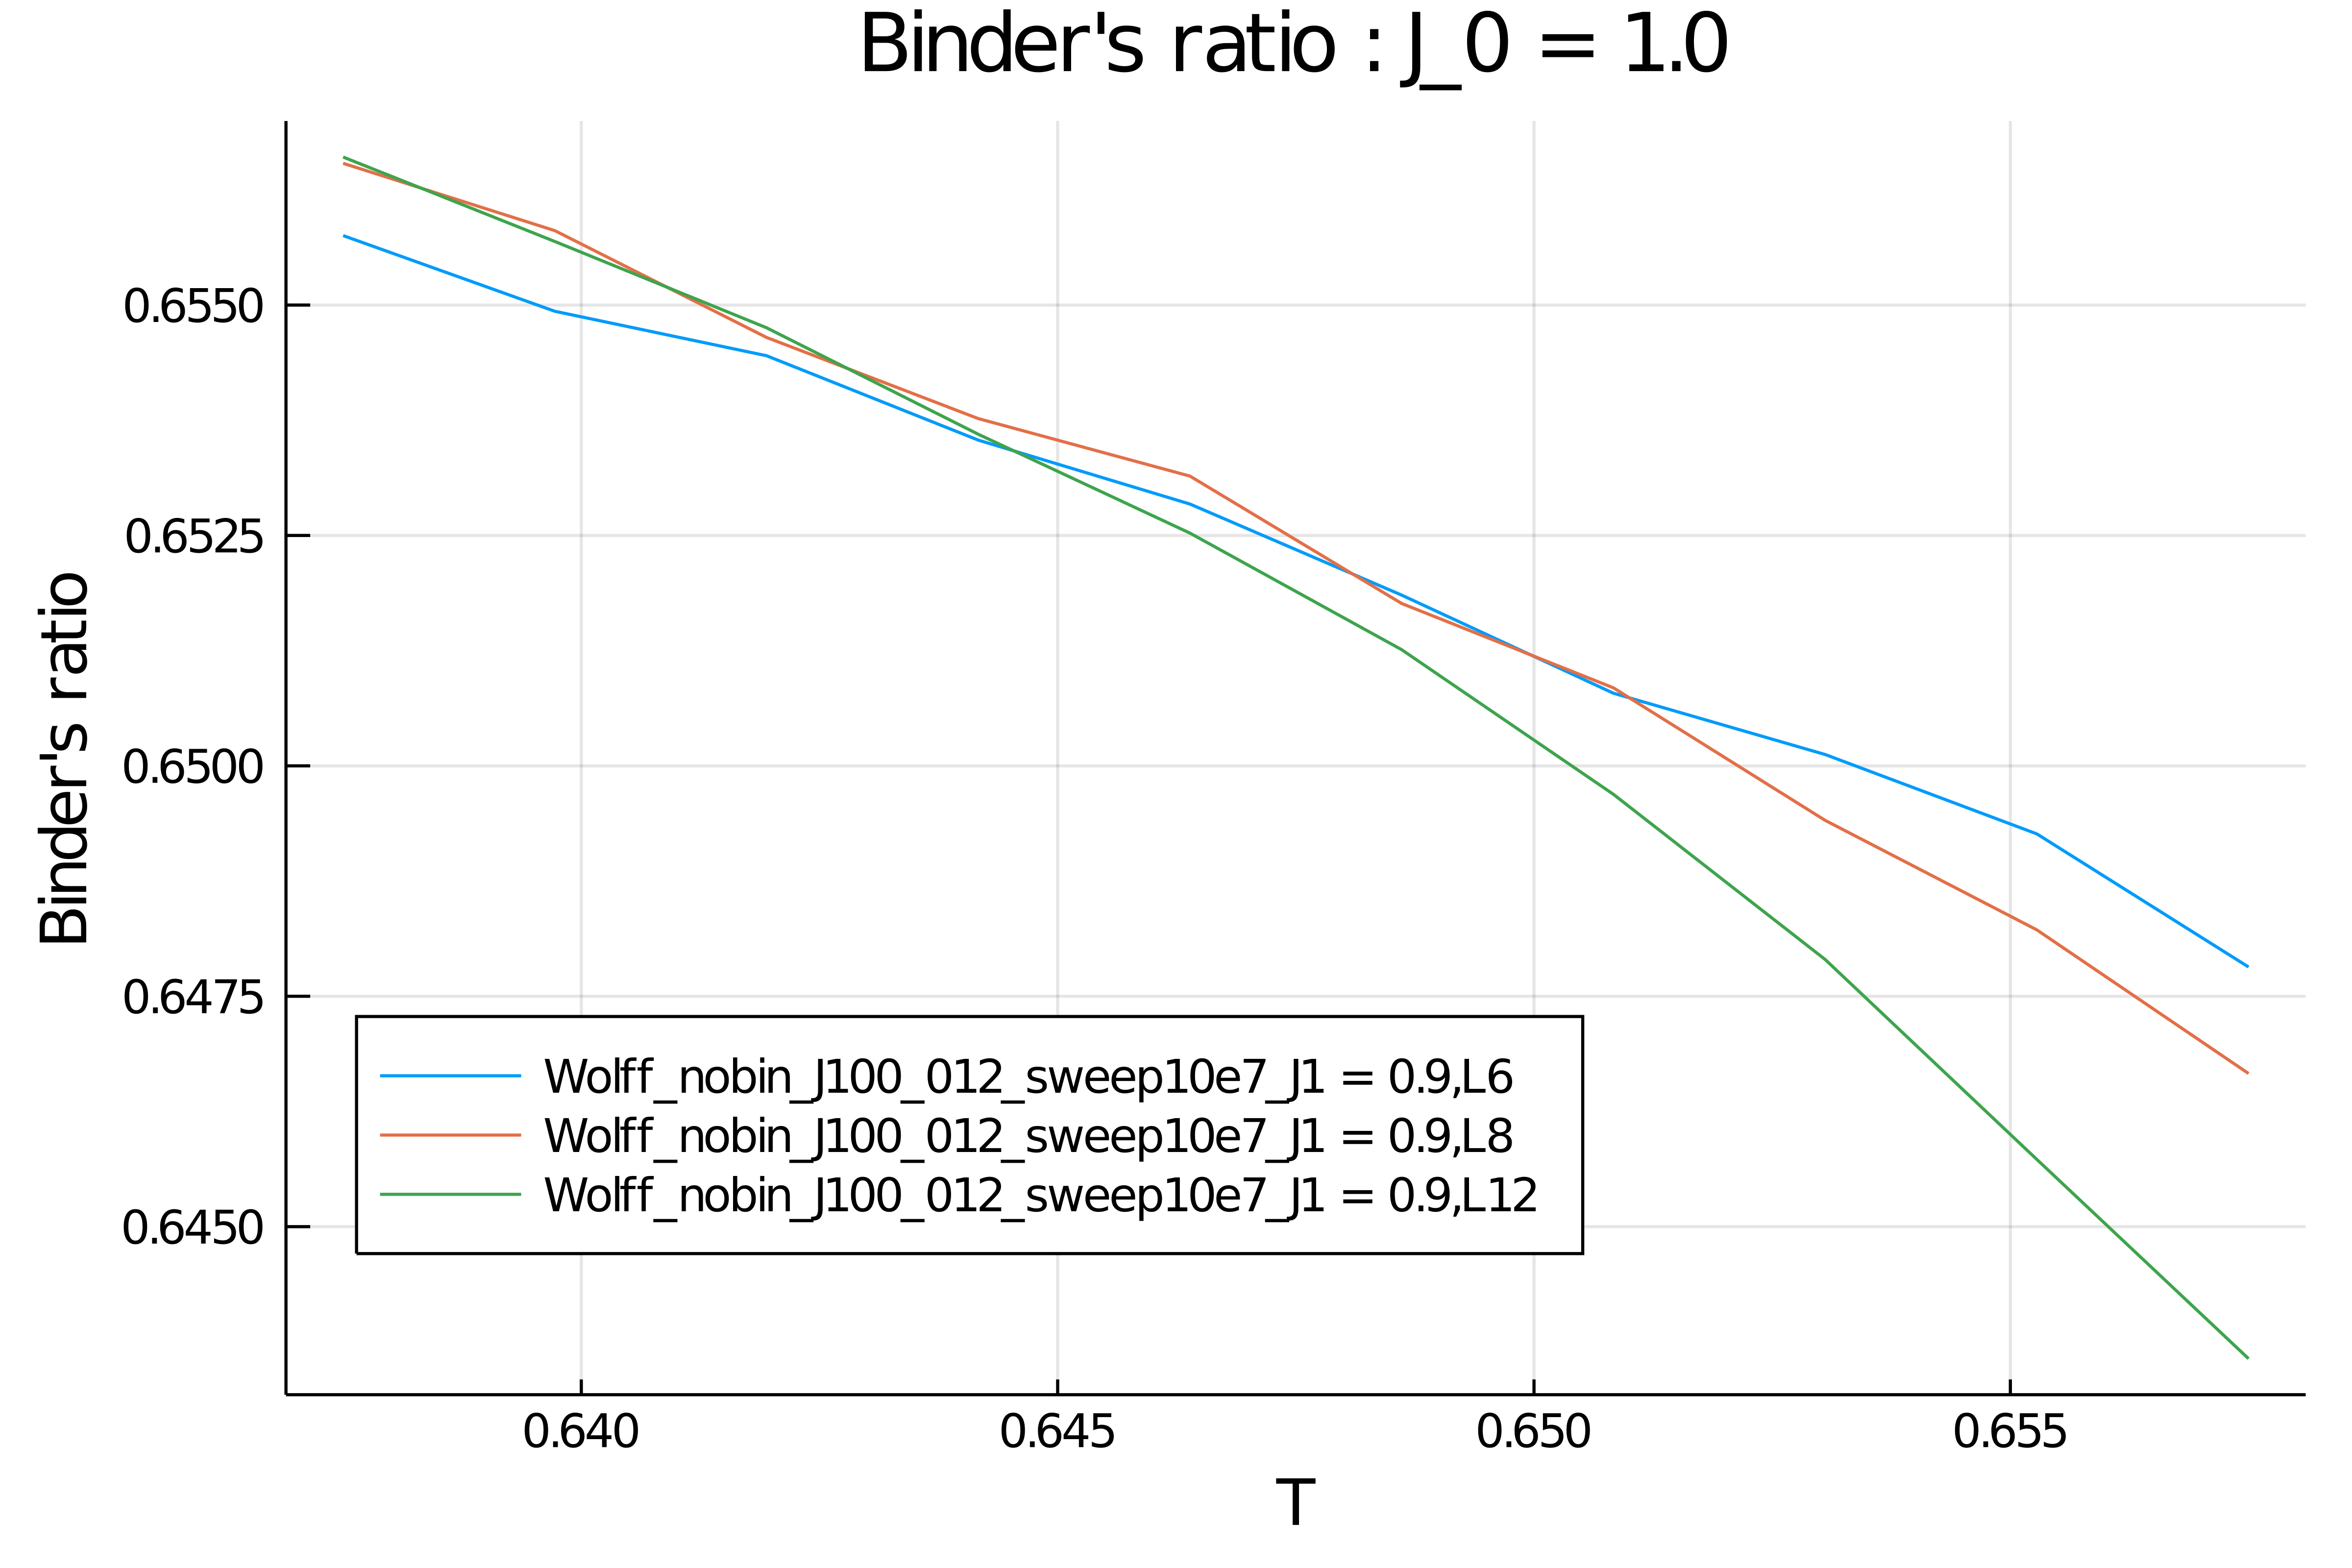 Binder's ratio : J_0 = 1.0
Binder's ratio
0.6550
0.6525
0.6500
0.6475
0.6450
Wolff_nobin_J100_012_sweep10e7_J1 = 0.9,L6
Wolff_nobin_J100_012_sweep10e7_J1 = 0.9,L8
Wolff_nobin_J100_012_sweep10e7_J1 = 0.9,L12
0.640 0.645 0.650 0.655
T